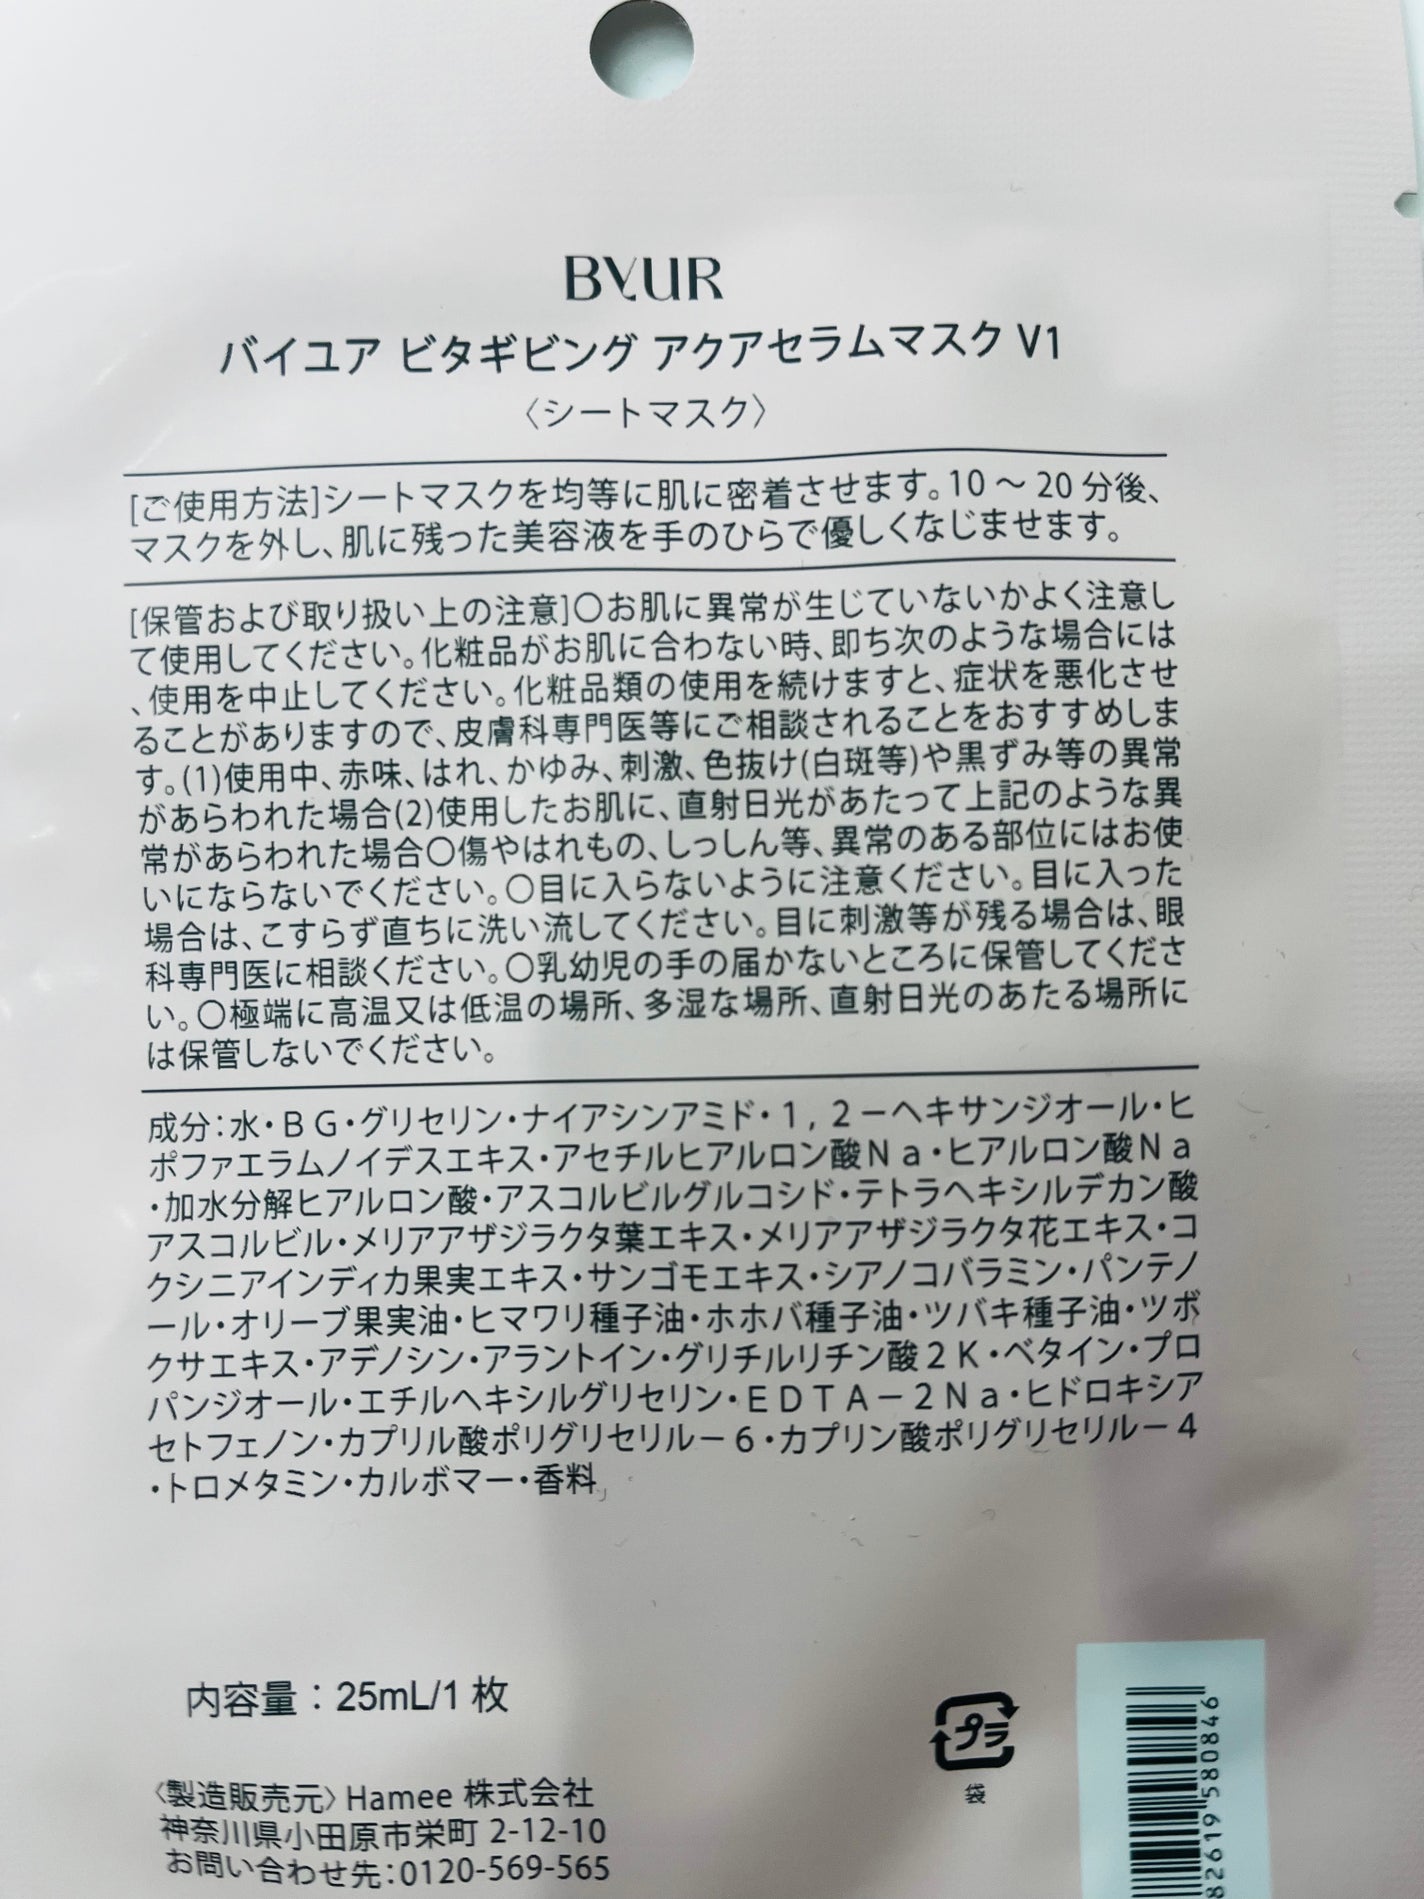 BYUR
バイユア ビタギビング アクアセラムマスク V1
〈シートマスク〉
[ご使用方法]シートマスクを均等に肌に密着させます。10 〜 20 分後、
マスクを外し、肌に残った美容液を手のひらで優しくなじませます。
[保管および取り扱い上の注意]〇お肌に異常が生じていないかよく注意し
て使用してください。化粧品がお肌に合わない時、即ち次のような場合には
、使用を中止してください。化粧品類の使用を続けますと、症状を悪化させ
ることがありますので、皮膚科専門医等にご相談されることをおすすめしま
す。(1)使用中、赤味、はれ、かゆみ、刺激、色抜け(白斑等)や黒ずみ等の異常
があらわれた場合(2)使用したお肌に、直射日光があたって上記のような異
常があらわれた場合〇傷やはれもの、しっしん等、異常のある部位にはお使
いにならないでください。〇目に入らないように注意ください。目に入った
場合は、こすらず直ちに洗い流してください。目に刺激等が残る場合は、眼
科専門医に相談ください。〇乳幼児の手の届かないところに保管してくださ
い。〇極端に高温又は低温の場所、多湿な場所、直射日光のあたる場所に
は保管しないでください。
成分：水・ＢＧ・グリセリン・ナイアシンアミド・１，２－ヘキサンジオール・ヒ
ポファエラムノイデスエキス・アセチルヒアルロン酸Ｎａ・ヒアルロン酸Ｎａ
・加水分解ヒアルロン酸・アスコルビルグルコシド・テトラヘキシルデカン酸
アスコルビル・メリアアザジラクタ葉エキス・メリアアザジラクタ花エキス・コ
クシニアインディカ果実エキス・サンゴモエキス・シアノコバラミン・パンテノ
ール・オリーブ果実油・ヒマワリ種子油・ホホバ種子油・ツバキ種子油・ツボ
クサエキス・アデノシン・アラントイン・グリチルリチン酸２Ｋ・ベタイン・プロ
パンジオール・エチルヘキシルグリセリン・ＥＤＴＡ－２Ｎａ・ヒドロキシア
セトフェノン・カプリル酸ポリグリセリル－６・カプリン酸ポリグリセリル－４
・トロメタミン・カルボマー・香料
内容量：25mL/1 枚
プラ
袋
〈製造販売元〉Hamee 株式会社
神奈川県小田原市栄町 2-12-10
お問い合わせ先：0120-569-565
82619 580846